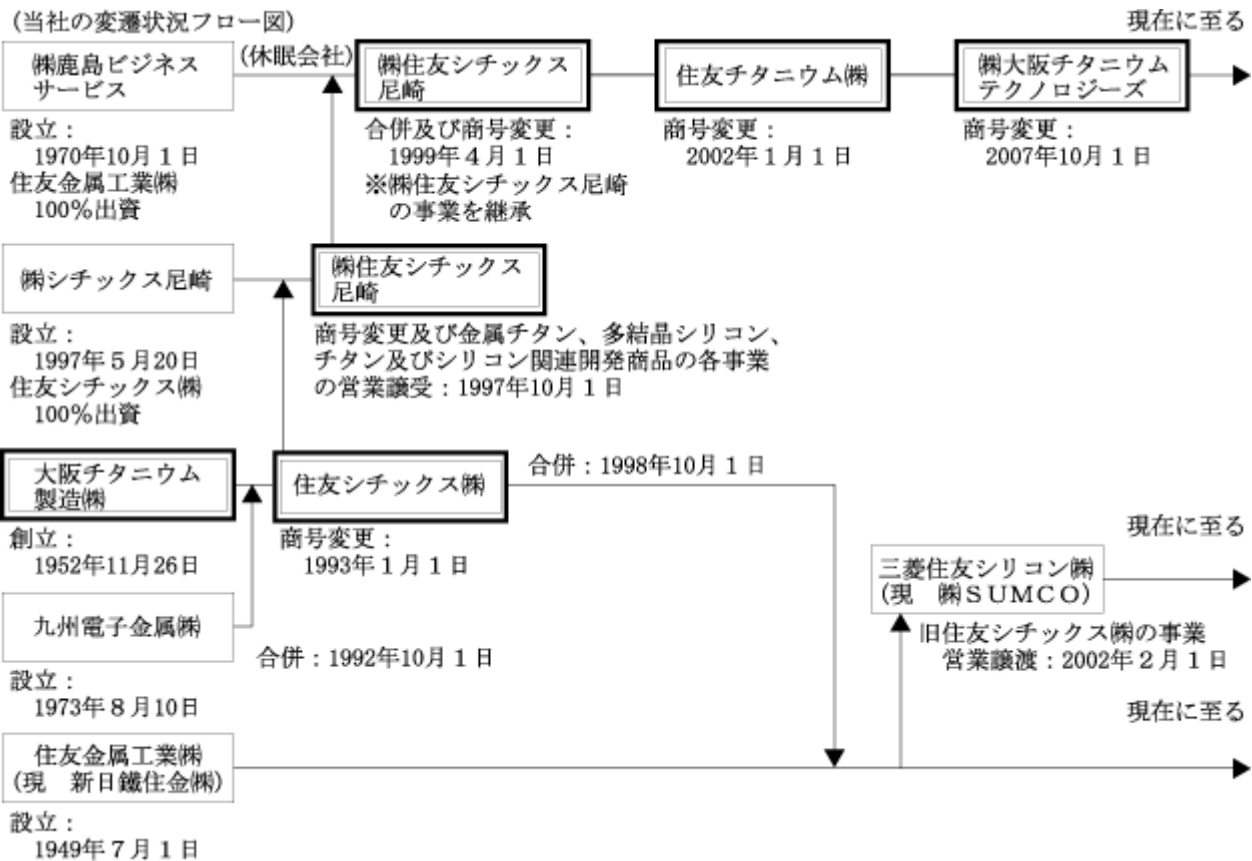 (当社の変遷状況フロー図)
現在に至る
㈱鹿島ビジネス
サービス
(休眠会社)
㈱住友シチックス
尼崎
住友チタニウム㈱
㈱大阪チタニウム
テクノロジーズ
設立：
1970年10月１日
住友金属工業㈱
100％出資
合併及び商号変更：
1999年４月１日
※㈱住友シチックス尼崎
の事業を継承
商号変更：
2002年１月１日
商号変更：
2007年10月１日
㈱シチックス尼崎
㈱住友シチックス
尼崎
設立：
1997年５月20日
住友シチックス㈱
100％出資
商号変更及び金属チタン、多結晶シリコン、
チタン及びシリコン関連開発商品の各事業
の営業譲受：1997年10月１日
大阪チタニウム
製造㈱
住友シチックス㈱
合併：1998年10月１日
創立：
1952年11月26日
商号変更：
1993年１月１日
現在に至る
三菱住友シリコン㈱
(現　㈱ＳＵＭＣＯ)
九州電子金属㈱
合併：1992年10月１日
旧住友シチックス㈱の事業
営業譲渡：2002年２月１日
設立：
1973年８月10日
現在に至る
住友金属工業㈱
(現　新日鐵住金㈱)
設立：
1949年７月１日